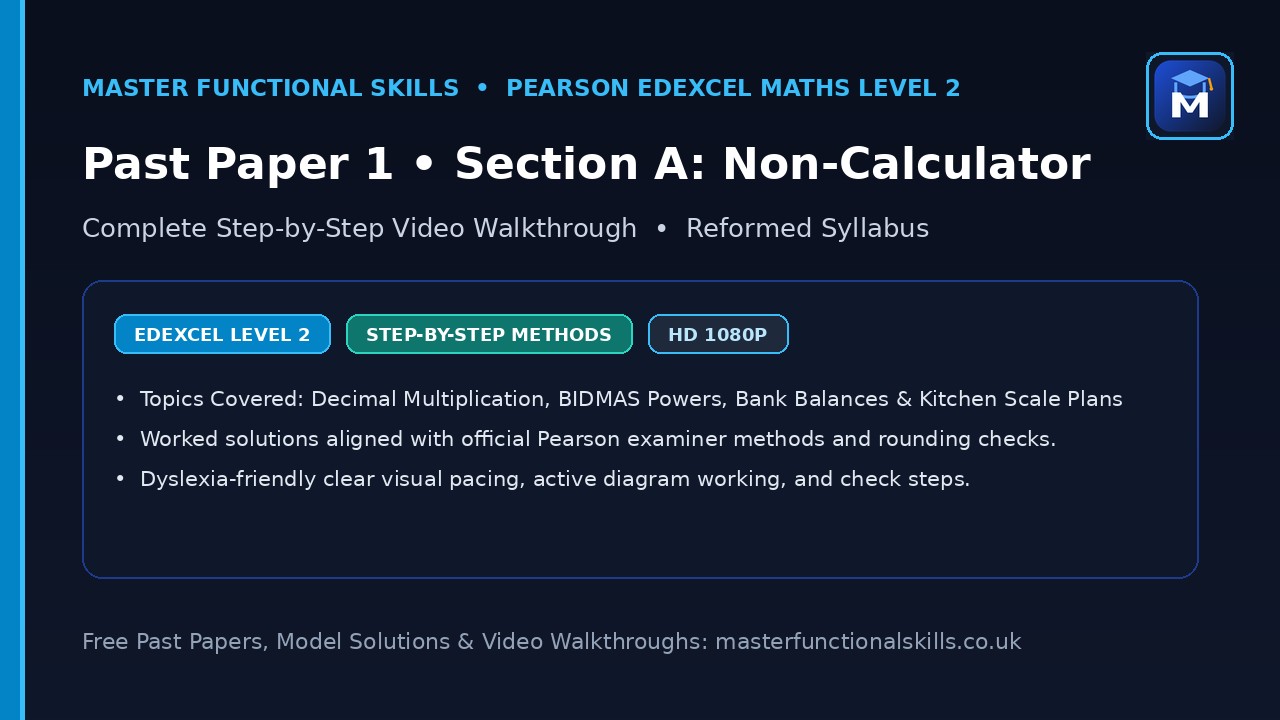 MASTER FUNCTIONAL SKILLS • PEARSON EDEXCEL MATHS LEVEL 2
M
Past Paper 1 • Section A: Non-Calculator
Complete Step-by-Step Video Walkthrough • Reformed Syllabus
EDEXCEL LEVEL 2 STEP-BY-STEP METHODS HD 1080P
• Topics Covered: Decimal Multiplication, BIDMAS Powers, Bank Balances & Kitchen Scale Plans
• Worked solutions aligned with official Pearson examiner methods and rounding checks.
• Dyslexia-friendly clear visual pacing, active diagram working, and check steps.
Free Past Papers, Model Solutions & Video Walkthroughs: masterfunctionalskills.co.uk